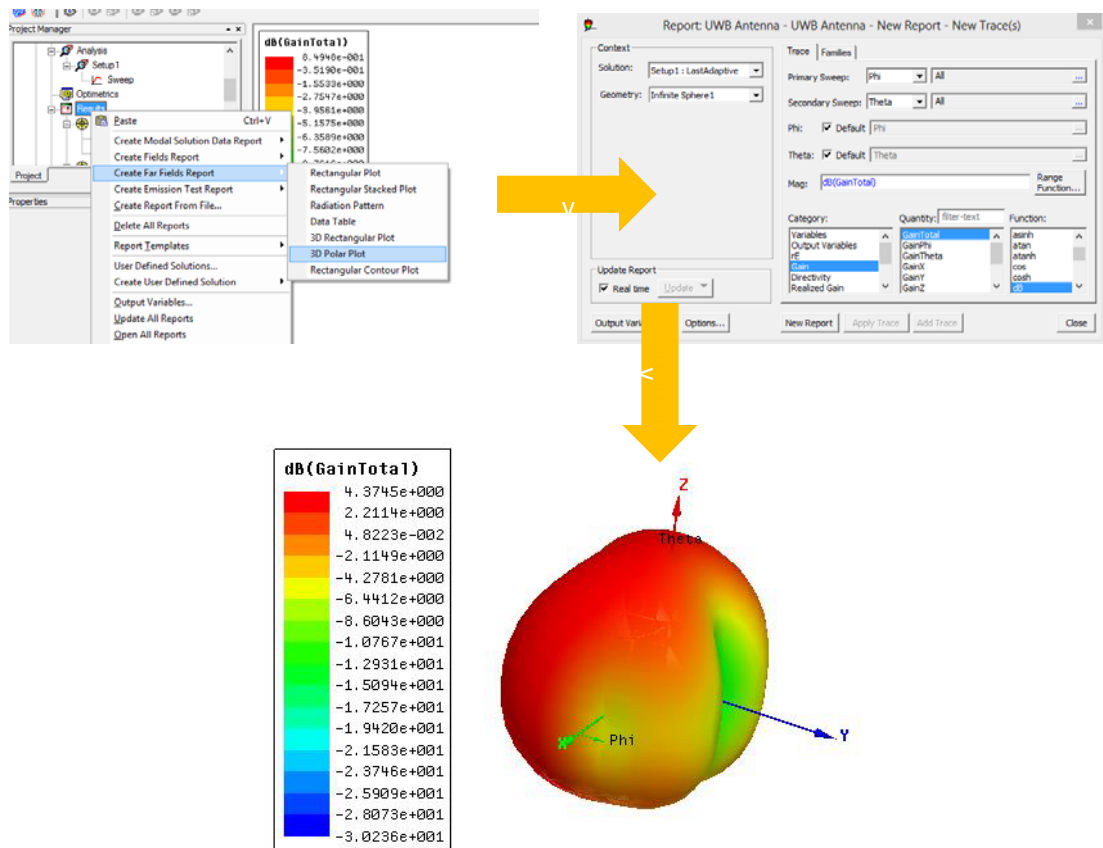 Project Manager
Analysis
Setup1
Sweep
Optimetrics
Results
Project
Properties
Paste Ctrl+V
Create Modal Solution Data Report
Create Fields Report
Create Far Fields Report
Create Emission Test Report
Create Report From File...
Delete All Reports
Report Templates
User Defined Solutions...
Create User Defined Solution
Output Variables...
Update All Reports
Open All Reports
dB(GainTotal)
-3.5190e-001
-1.5533e+000
-2.7547e+000
-3.9561e+000
-5.1575e+000
-6.3589e+000
-7.5602e+000
Rectangular Plot
Rectangular Stacked Plot
Radiation Pattern
Data Table
3D Rectangular Plot
3D Polar Plot
Rectangular Contour Plot
v
Report: UWB Antenna - UWB Antenna - New Report - New Trace(s)
Context
Solution: Setup1 : LastAdaptive
Geometry: Infinite Sphere1
Update Report
Real time Update
Output Vari
Options...
Trace Families
Primary Sweep: Phi All ...
Secondary Sweep: Theta All ...
Phi: Default Phi ...
Theta: Default Theta ...
Mag: dB(GainTotal) Range Function...
Category: Quantity: filter-text Function:
Variables GainTotal asinh
Output Variables GainPhi atan
rE GainTheta atanh
Gain GainX cos
Directivity GainY cosh
Realized Gain GainZ dB
New Report Apply Trace Add Trace Close
<
dB(GainTotal)
4.3745e+000
2.2114e+000
4.8223e-002
-2.1149e+000
-4.2781e+000
-6.4412e+000
-8.6043e+000
-1.0767e+001
-1.2931e+001
-1.5094e+001
-1.7257e+001
-1.9420e+001
-2.1583e+001
-2.3746e+001
-2.5909e+001
-2.8073e+001
-3.0236e+001
Z
Theta
Y
X
Phi